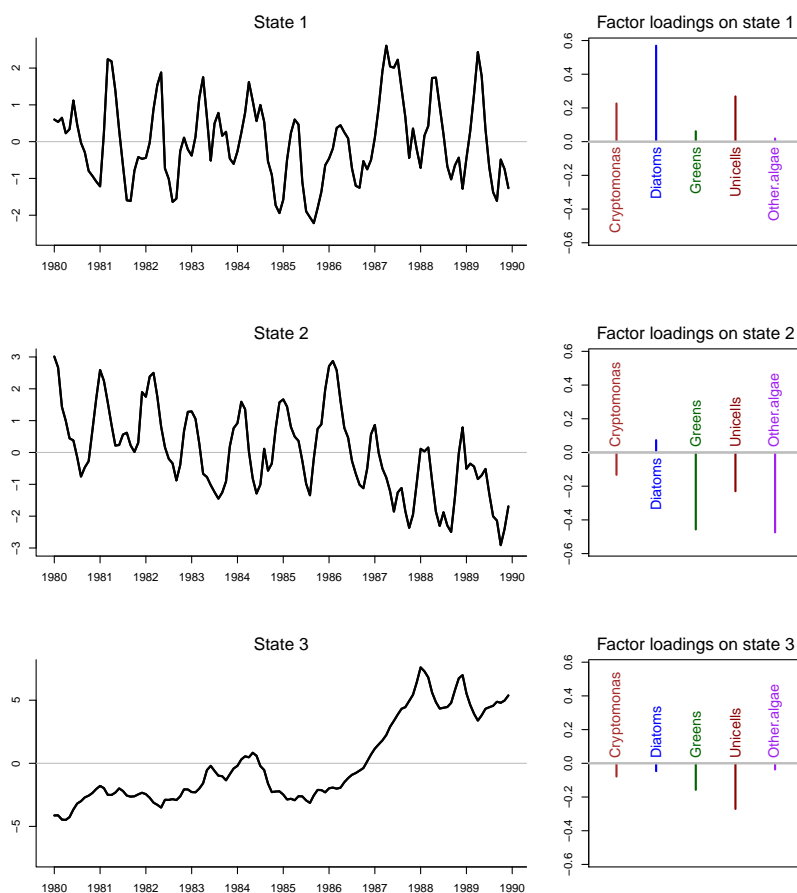 State 1
2
1
0
−1
−2
1980 1981 1982 1983 1984 1985 1986 1987 1988 1989 1990
Factor loadings on state 1
0.6
0.4
0.2
0.0
−0.2
−0.4
−0.6
Cryptomonas
Diatoms
Greens
Unicells
Other.algae
State 2
3
2
1
0
−1
−2
−3
1980 1981 1982 1983 1984 1985 1986 1987 1988 1989 1990
Factor loadings on state 2
0.6
0.4
0.2
0.0
−0.2
−0.4
−0.6
Cryptomonas
Diatoms
Greens
Unicells
Other.algae
State 3
5
0
−5
1980 1981 1982 1983 1984 1985 1986 1987 1988 1989 1990
Factor loadings on state 3
0.6
0.4
0.2
0.0
−0.2
−0.4
−0.6
Cryptomonas
Diatoms
Greens
Unicells
Other.algae